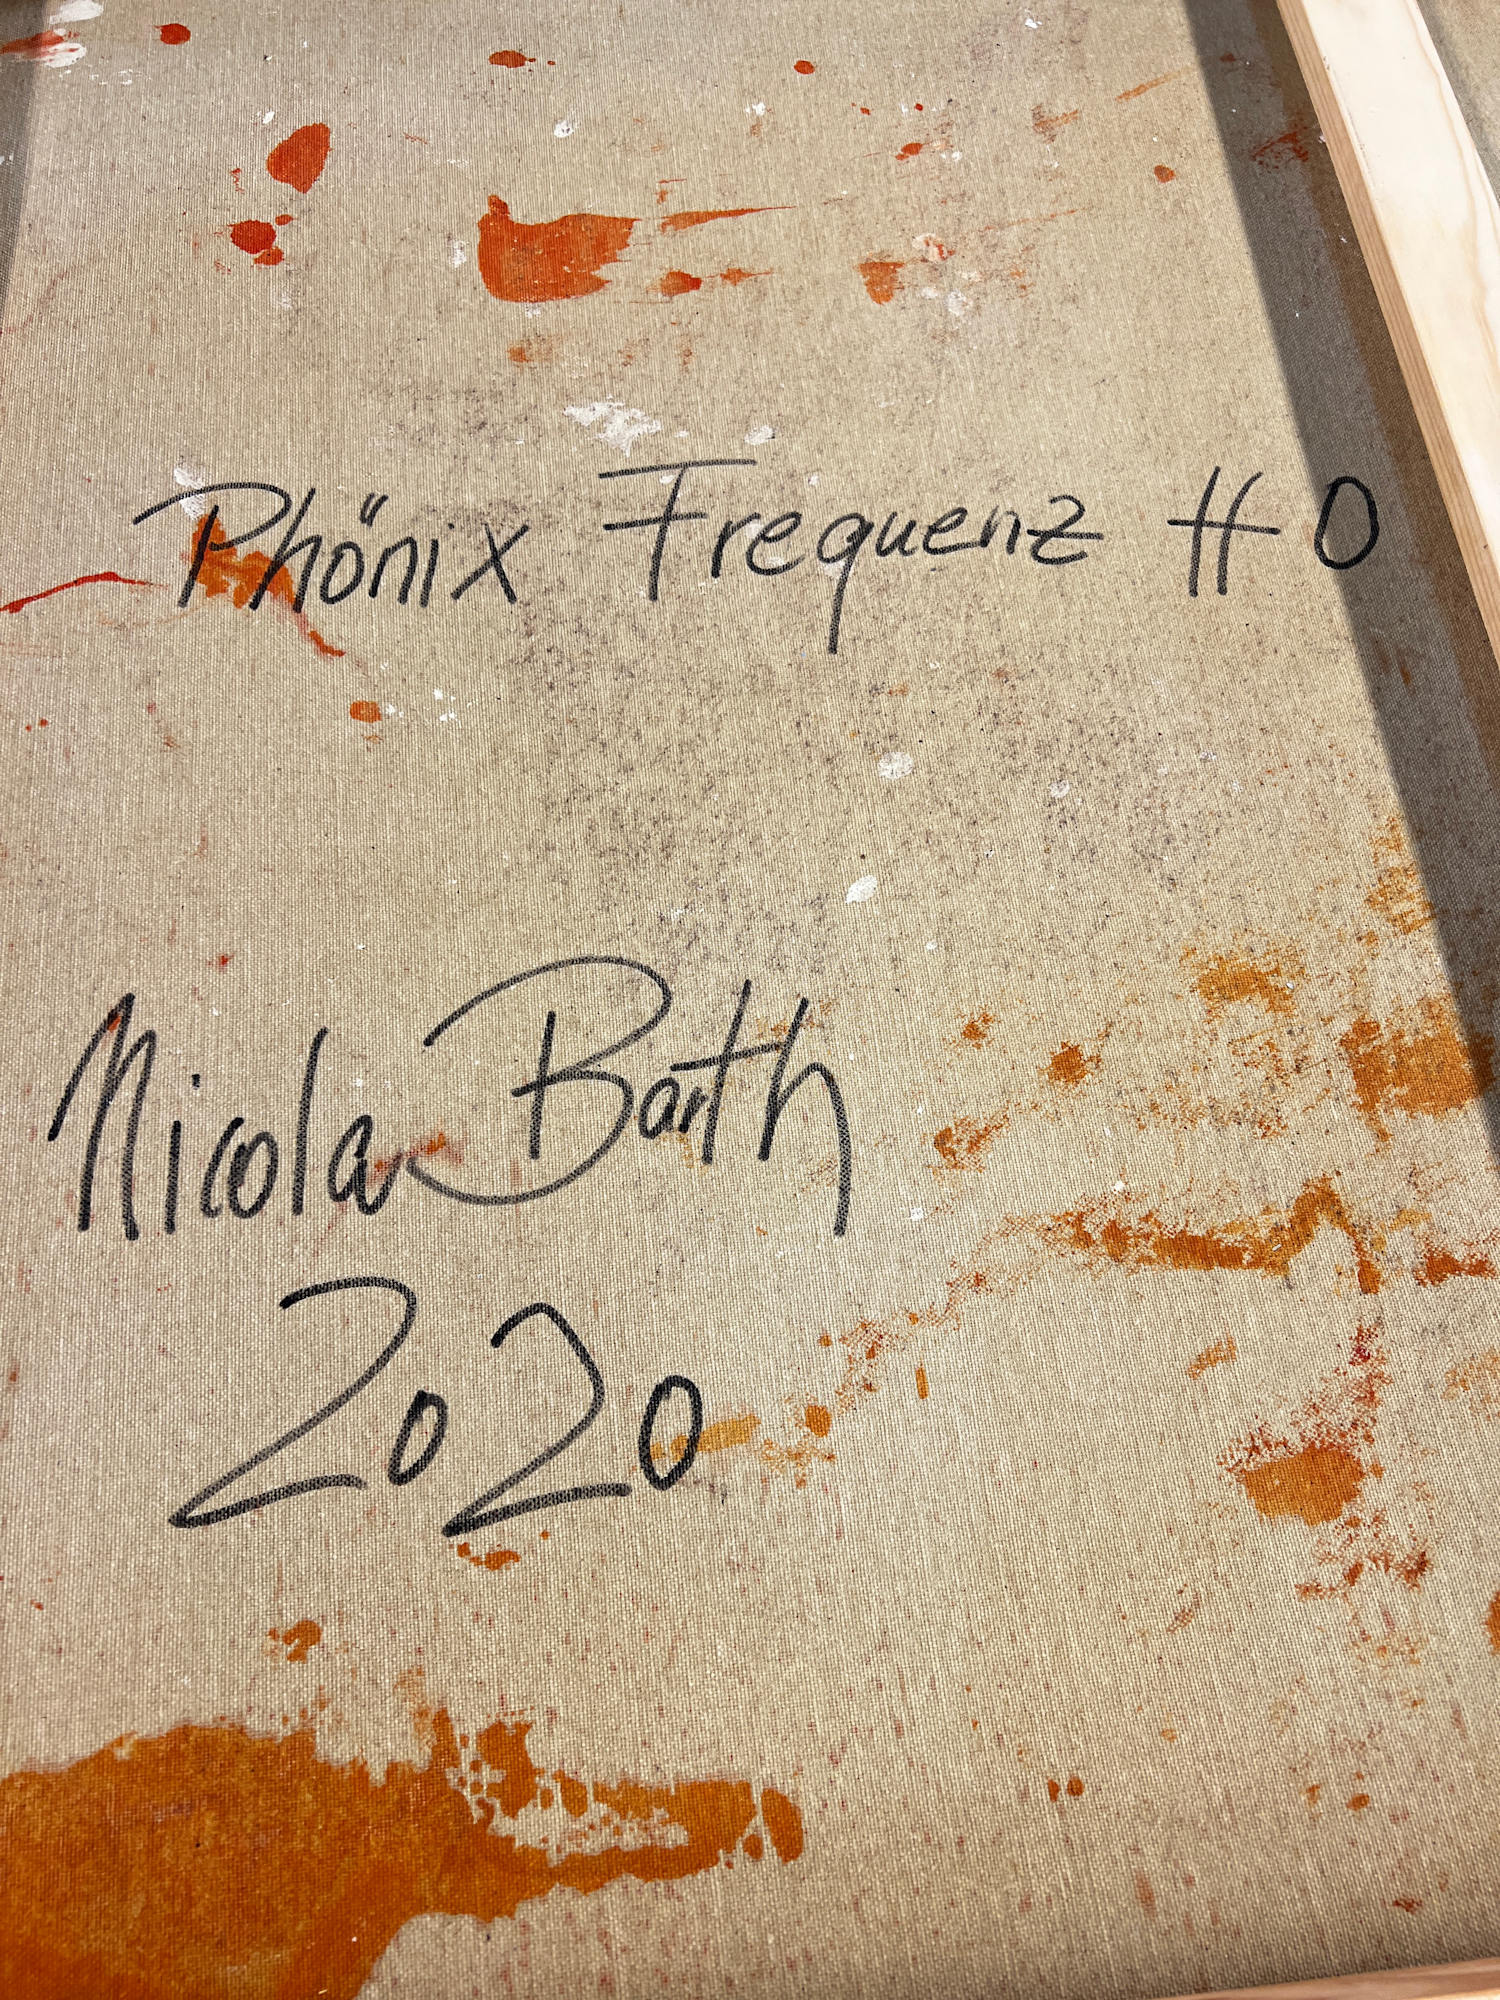 Phönix Frequenz #0
Nicola Barth
2020